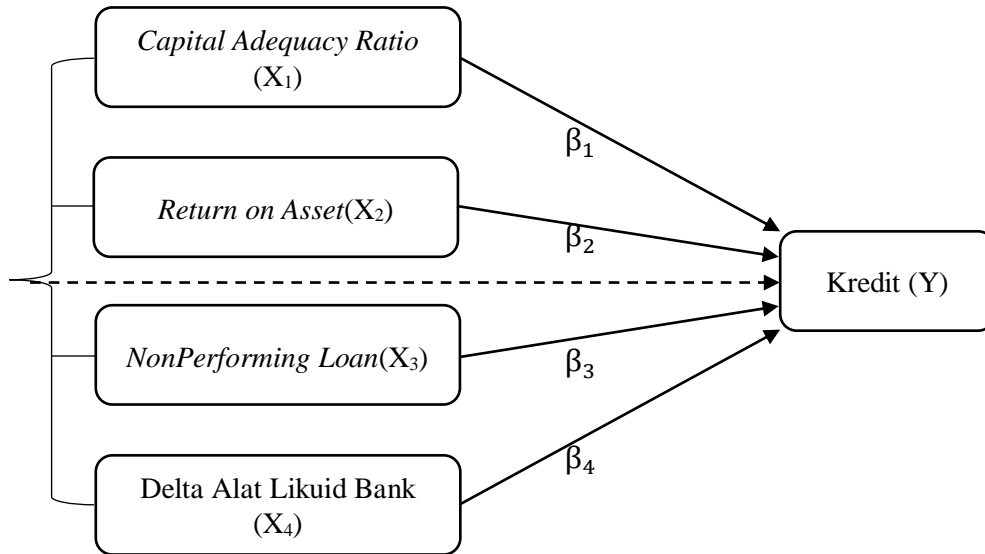 Capital Adequacy Ratio
(X₁)
β₁
Return on Asset(X₂)
β₂
Kredit (Y)
NonPerforming Loan(X₃)
β₃
β₄
Delta Alat Likuid Bank
(X₄)